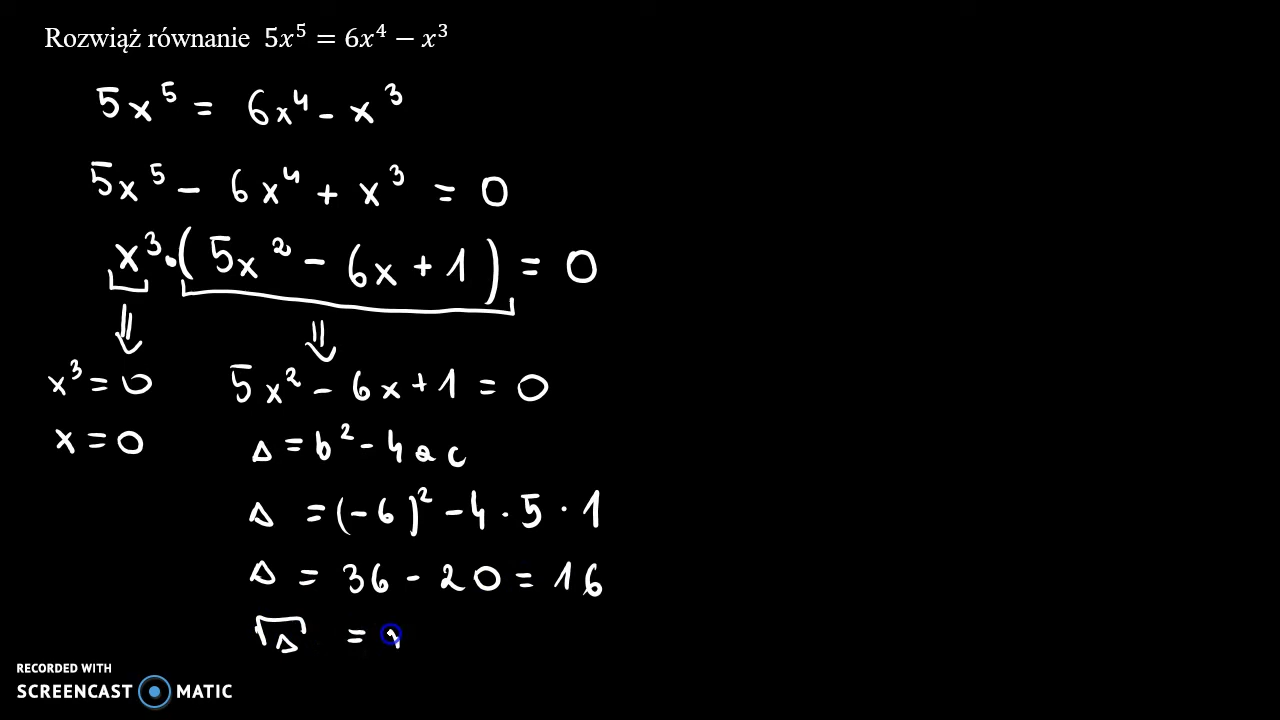 Rozwiąż równanie 5x⁵ = 6x⁴ − x³
5x⁵ = 6x⁴ − x³
5x⁵ − 6x⁴ + x³ = 0
x³·(5x² − 6x + 1) = 0
⇓ ⇓
x³ = 0 5x² − 6x + 1 = 0
x = 0 Δ = b² − 4ac
Δ = (−6)² − 4 · 5 · 1
Δ = 36 − 20 = 16
√Δ =
RECORDED WITH
SCREENCAST MATIC